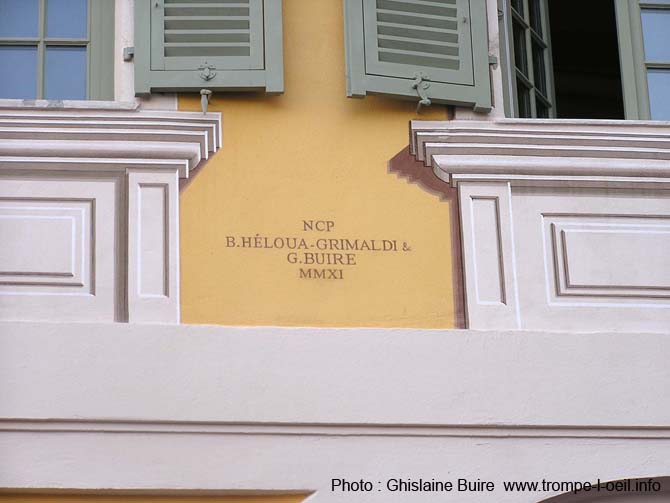 NCP
B.HÉLOUA-GRIMALDI &
G.BUIRE
MMXI
Photo : Ghislaine Buire www.trompe-l-oeil.info